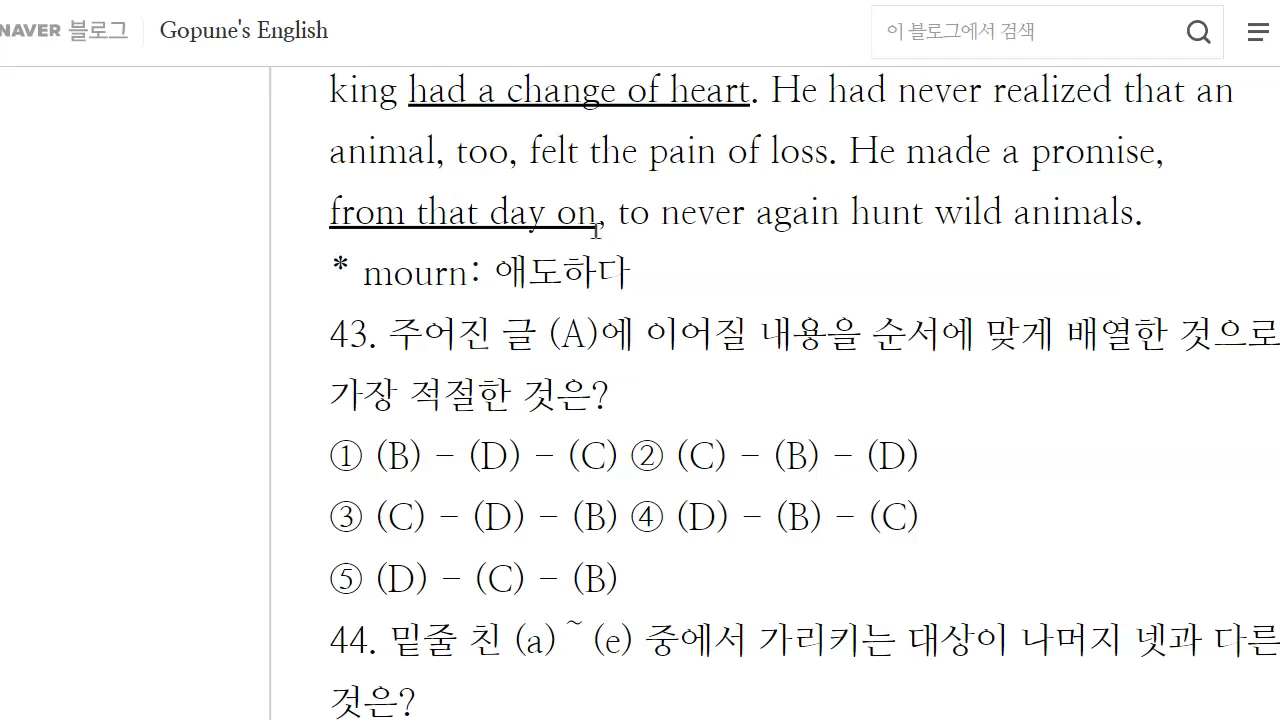 NAVER 블로그 Gopune's English 이 블로그에서 검색
king had a change of heart. He had never realized that an
animal, too, felt the pain of loss. He made a promise,
from that day on, to never again hunt wild animals.
* mourn: 애도하다
43. 주어진 글 (A)에 이어질 내용을 순서에 맞게 배열한 것으로
가장 적절한 것은?
① (B) - (D) - (C) ② (C) - (B) - (D)
③ (C) - (D) - (B) ④ (D) - (B) - (C)
⑤ (D) - (C) - (B)
44. 밑줄 친 (a) ~ (e) 중에서 가리키는 대상이 나머지 넷과 다른
것은?